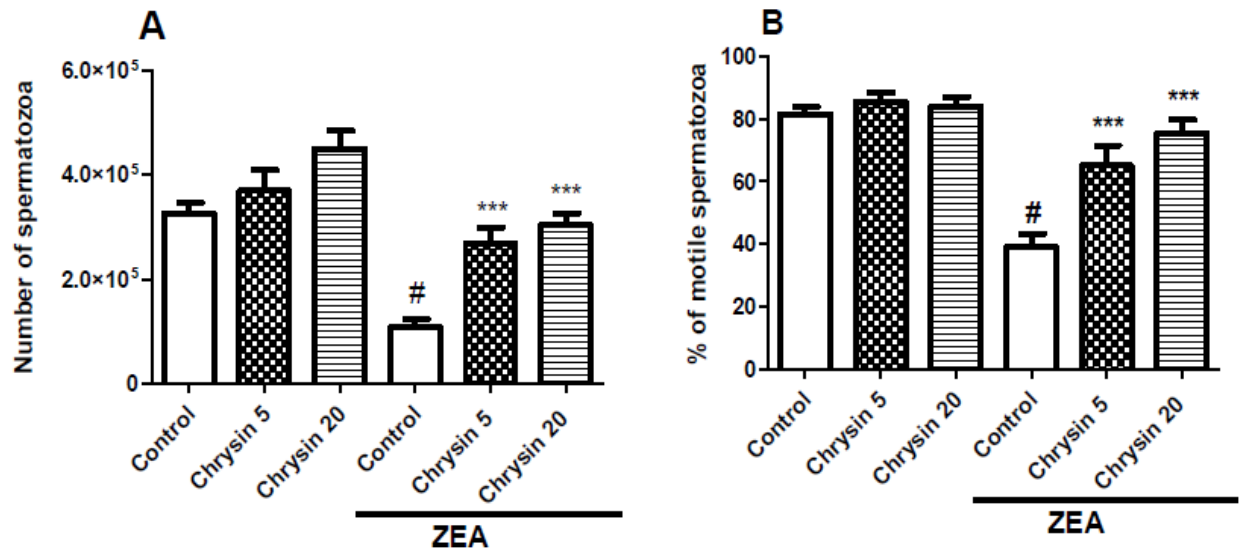 A
Number of spermatozoa
6.0×10⁵
4.0×10⁵
2.0×10⁵
0
#
***
***
Control
Chrysin 5
Chrysin 20
Control
Chrysin 5
Chrysin 20
ZEA
B
% of motile spermatozoa
100
80
60
40
20
0
#
***
***
Control
Chrysin 5
Chrysin 20
Control
Chrysin 5
Chrysin 20
ZEA